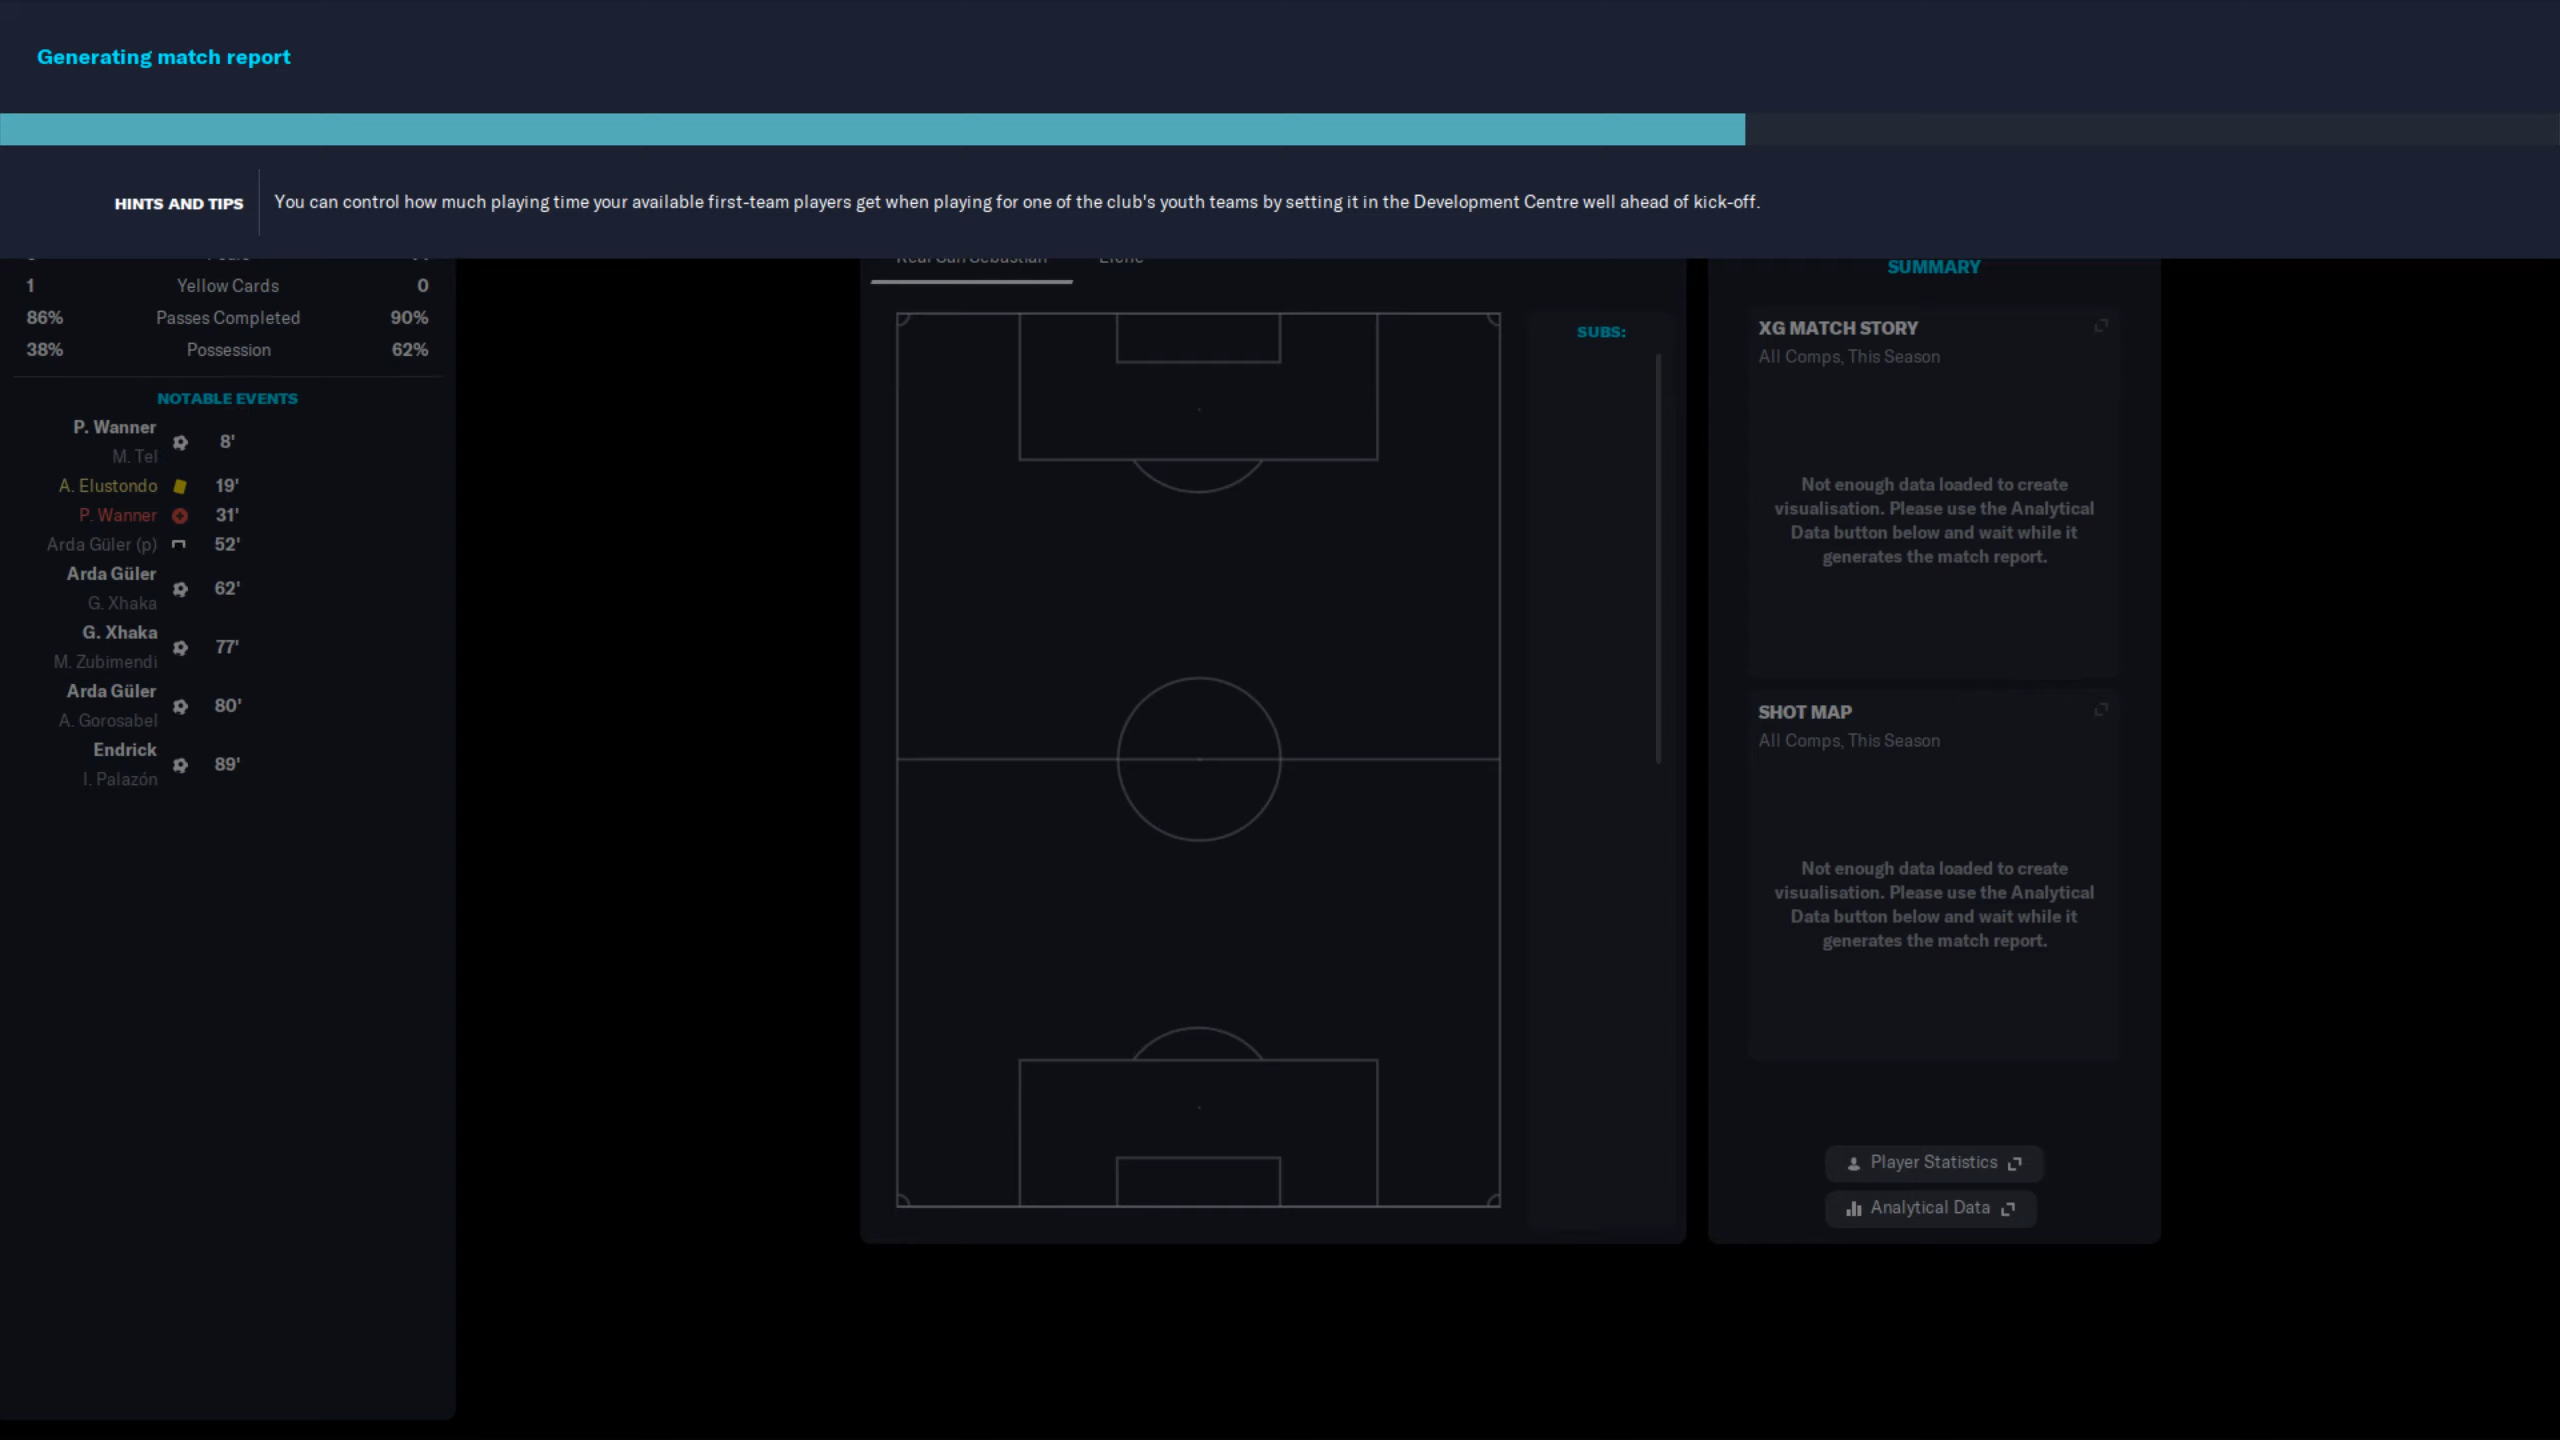 Generating match report
HINTS AND TIPS
You can control how much playing time your available first-team players get when playing for one of the club's youth teams by setting it in the Development Centre well ahead of kick-off.
1 Yellow Cards 0
86% Passes Completed 90%
38% Possession 62%
NOTABLE EVENTS
P. Wanner 8'
M. Tel
A. Elustondo 19'
P. Wanner 31'
Arda Güler (p) 52'
Arda Güler 62'
G. Xhaka
G. Xhaka 77'
M. Zubimendi
Arda Güler 80'
A. Gorosabel
Endrick 89'
I. Palazón
SUBS:
SUMMARY
XG MATCH STORY
All Comps, This Season
Not enough data loaded to create
visualisation. Please use the Analytical
Data button below and wait while it
generates the match report.
SHOT MAP
All Comps, This Season
Not enough data loaded to create
visualisation. Please use the Analytical
Data button below and wait while it
generates the match report.
Player Statistics
Analytical Data